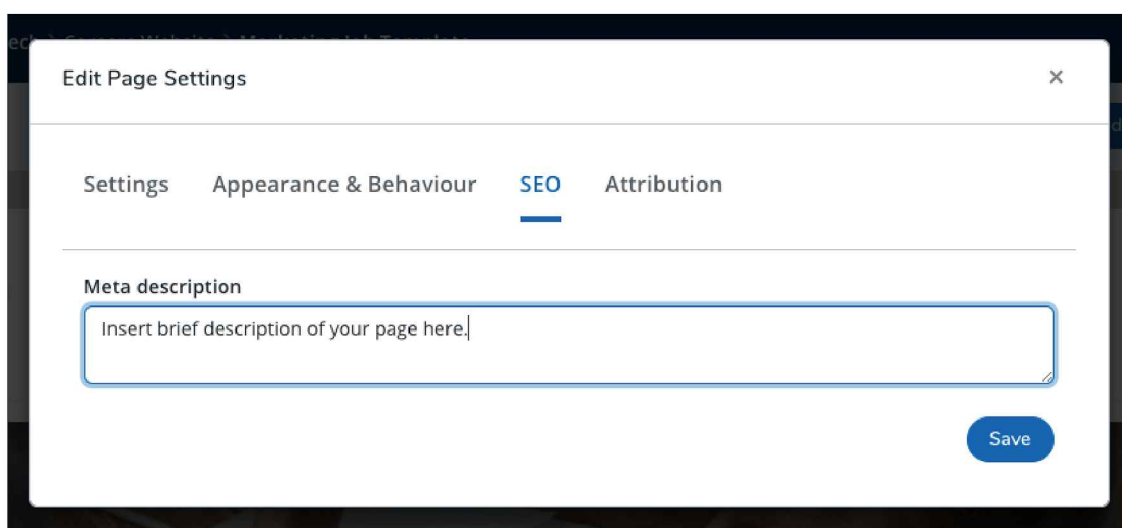 Edit Page Settings ×
Settings Appearance & Behaviour SEO Attribution
Meta description
Insert brief description of your page here.
Save